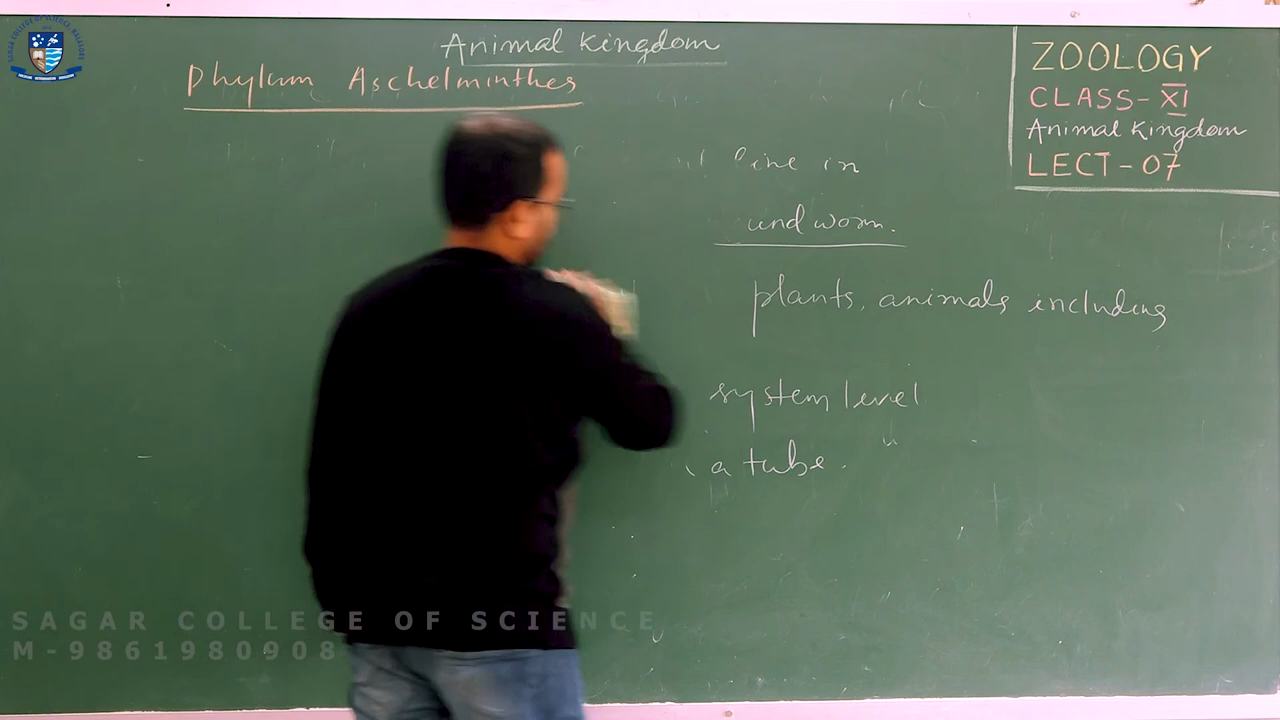 Animal kingdom
Phylum Aschelminthes
ZOOLOGY
CLASS-XI
Animal kingdom
LECT-07
live in
und worm.
plants, animals including
system level
a tube.
SAGAR COLLEGE OF SCIENCE
M-9861980908